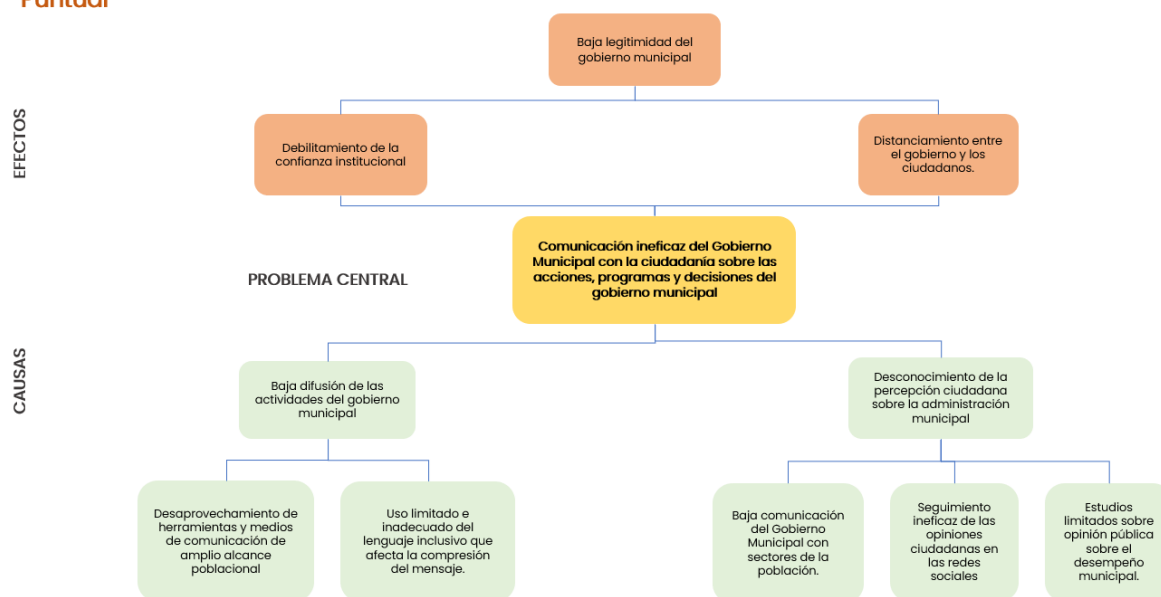 Puntual
Baja legitimidad del
gobierno municipal
EFECTOS
Debilitamiento de la
confianza institucional
Distanciamiento entre
el gobierno y los
ciudadanos.
Comunicación ineficaz del Gobierno
Municipal con la ciudadanía sobre las
acciones, programas y decisiones del
gobierno municipal
PROBLEMA CENTRAL
CAUSAS
Baja difusión de las
actividades del gobierno
municipal
Desconocimiento de la
percepción ciudadana
sobre la administración
municipal
Desaprovechamiento de
herramientas y medios
de comunicación de
amplio alcance
poblacional
Uso limitado e
inadecuado del
lenguaje inclusivo que
afecta la compresión
del mensaje.
Baja comunicación
del Gobierno
Municipal con
sectores de la
población.
Seguimiento
ineficaz de las
opiniones
ciudadanas en
las redes
sociales
Estudios
limitados sobre
opinión pública
sobre el
desempeño
municipal.